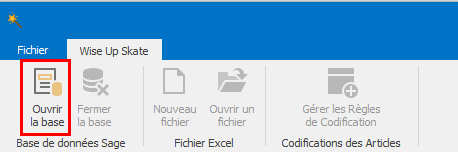 Fichier Wise Up Skate
Ouvrir la base Fermer la base Nouveau fichier Ouvrir un fichier Gérer les Règles de Codification
Base de données Sage Fichier Excel Codifications des Articles